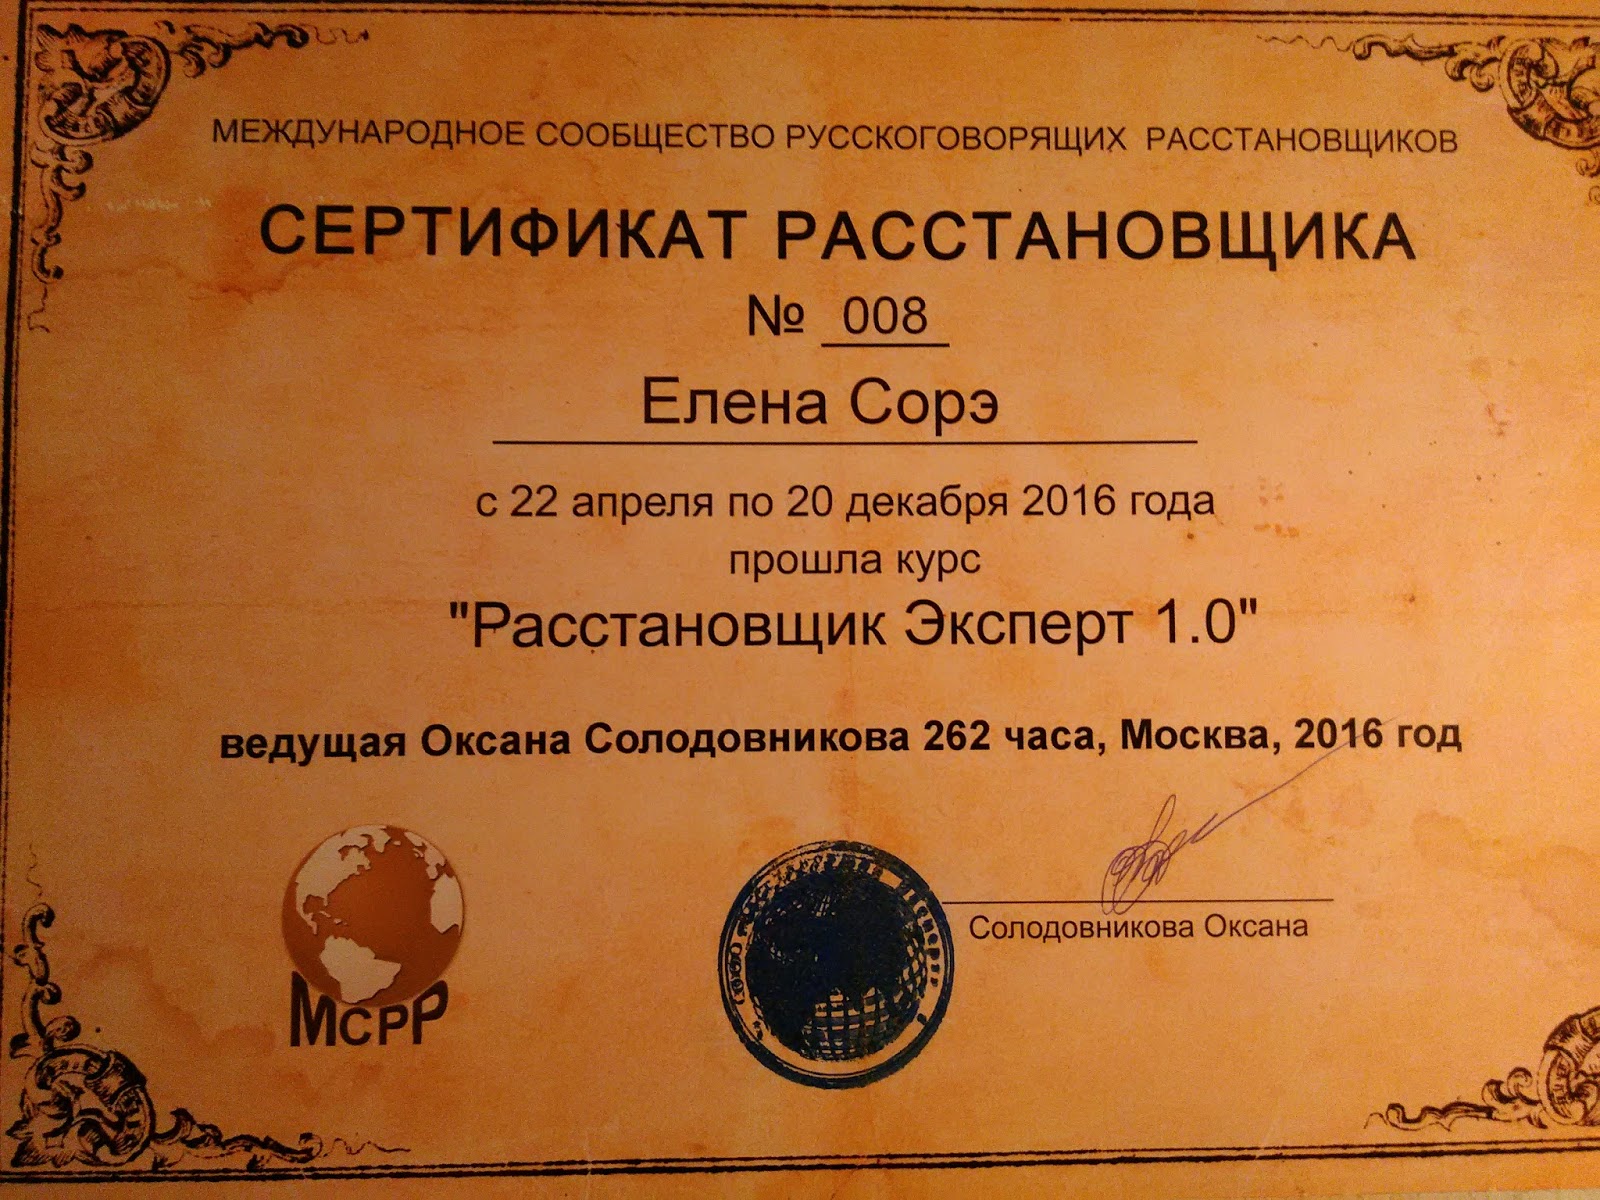 МЕЖДУНАРОДНОЕ СООБЩЕСТВО РУССКОГОВОРЯЩИХ РАССТАНОВЩИКОВ
СЕРТИФИКАТ РАССТАНОВЩИКА
№ 008
Елена Сорэ
с 22 апреля по 20 декабря 2016 года
прошла курс
"Расстановщик Эксперт 1.0"
ведущая Оксана Солодовникова 262 часа, Москва, 2016 год
Солодовникова Оксана
МСРР